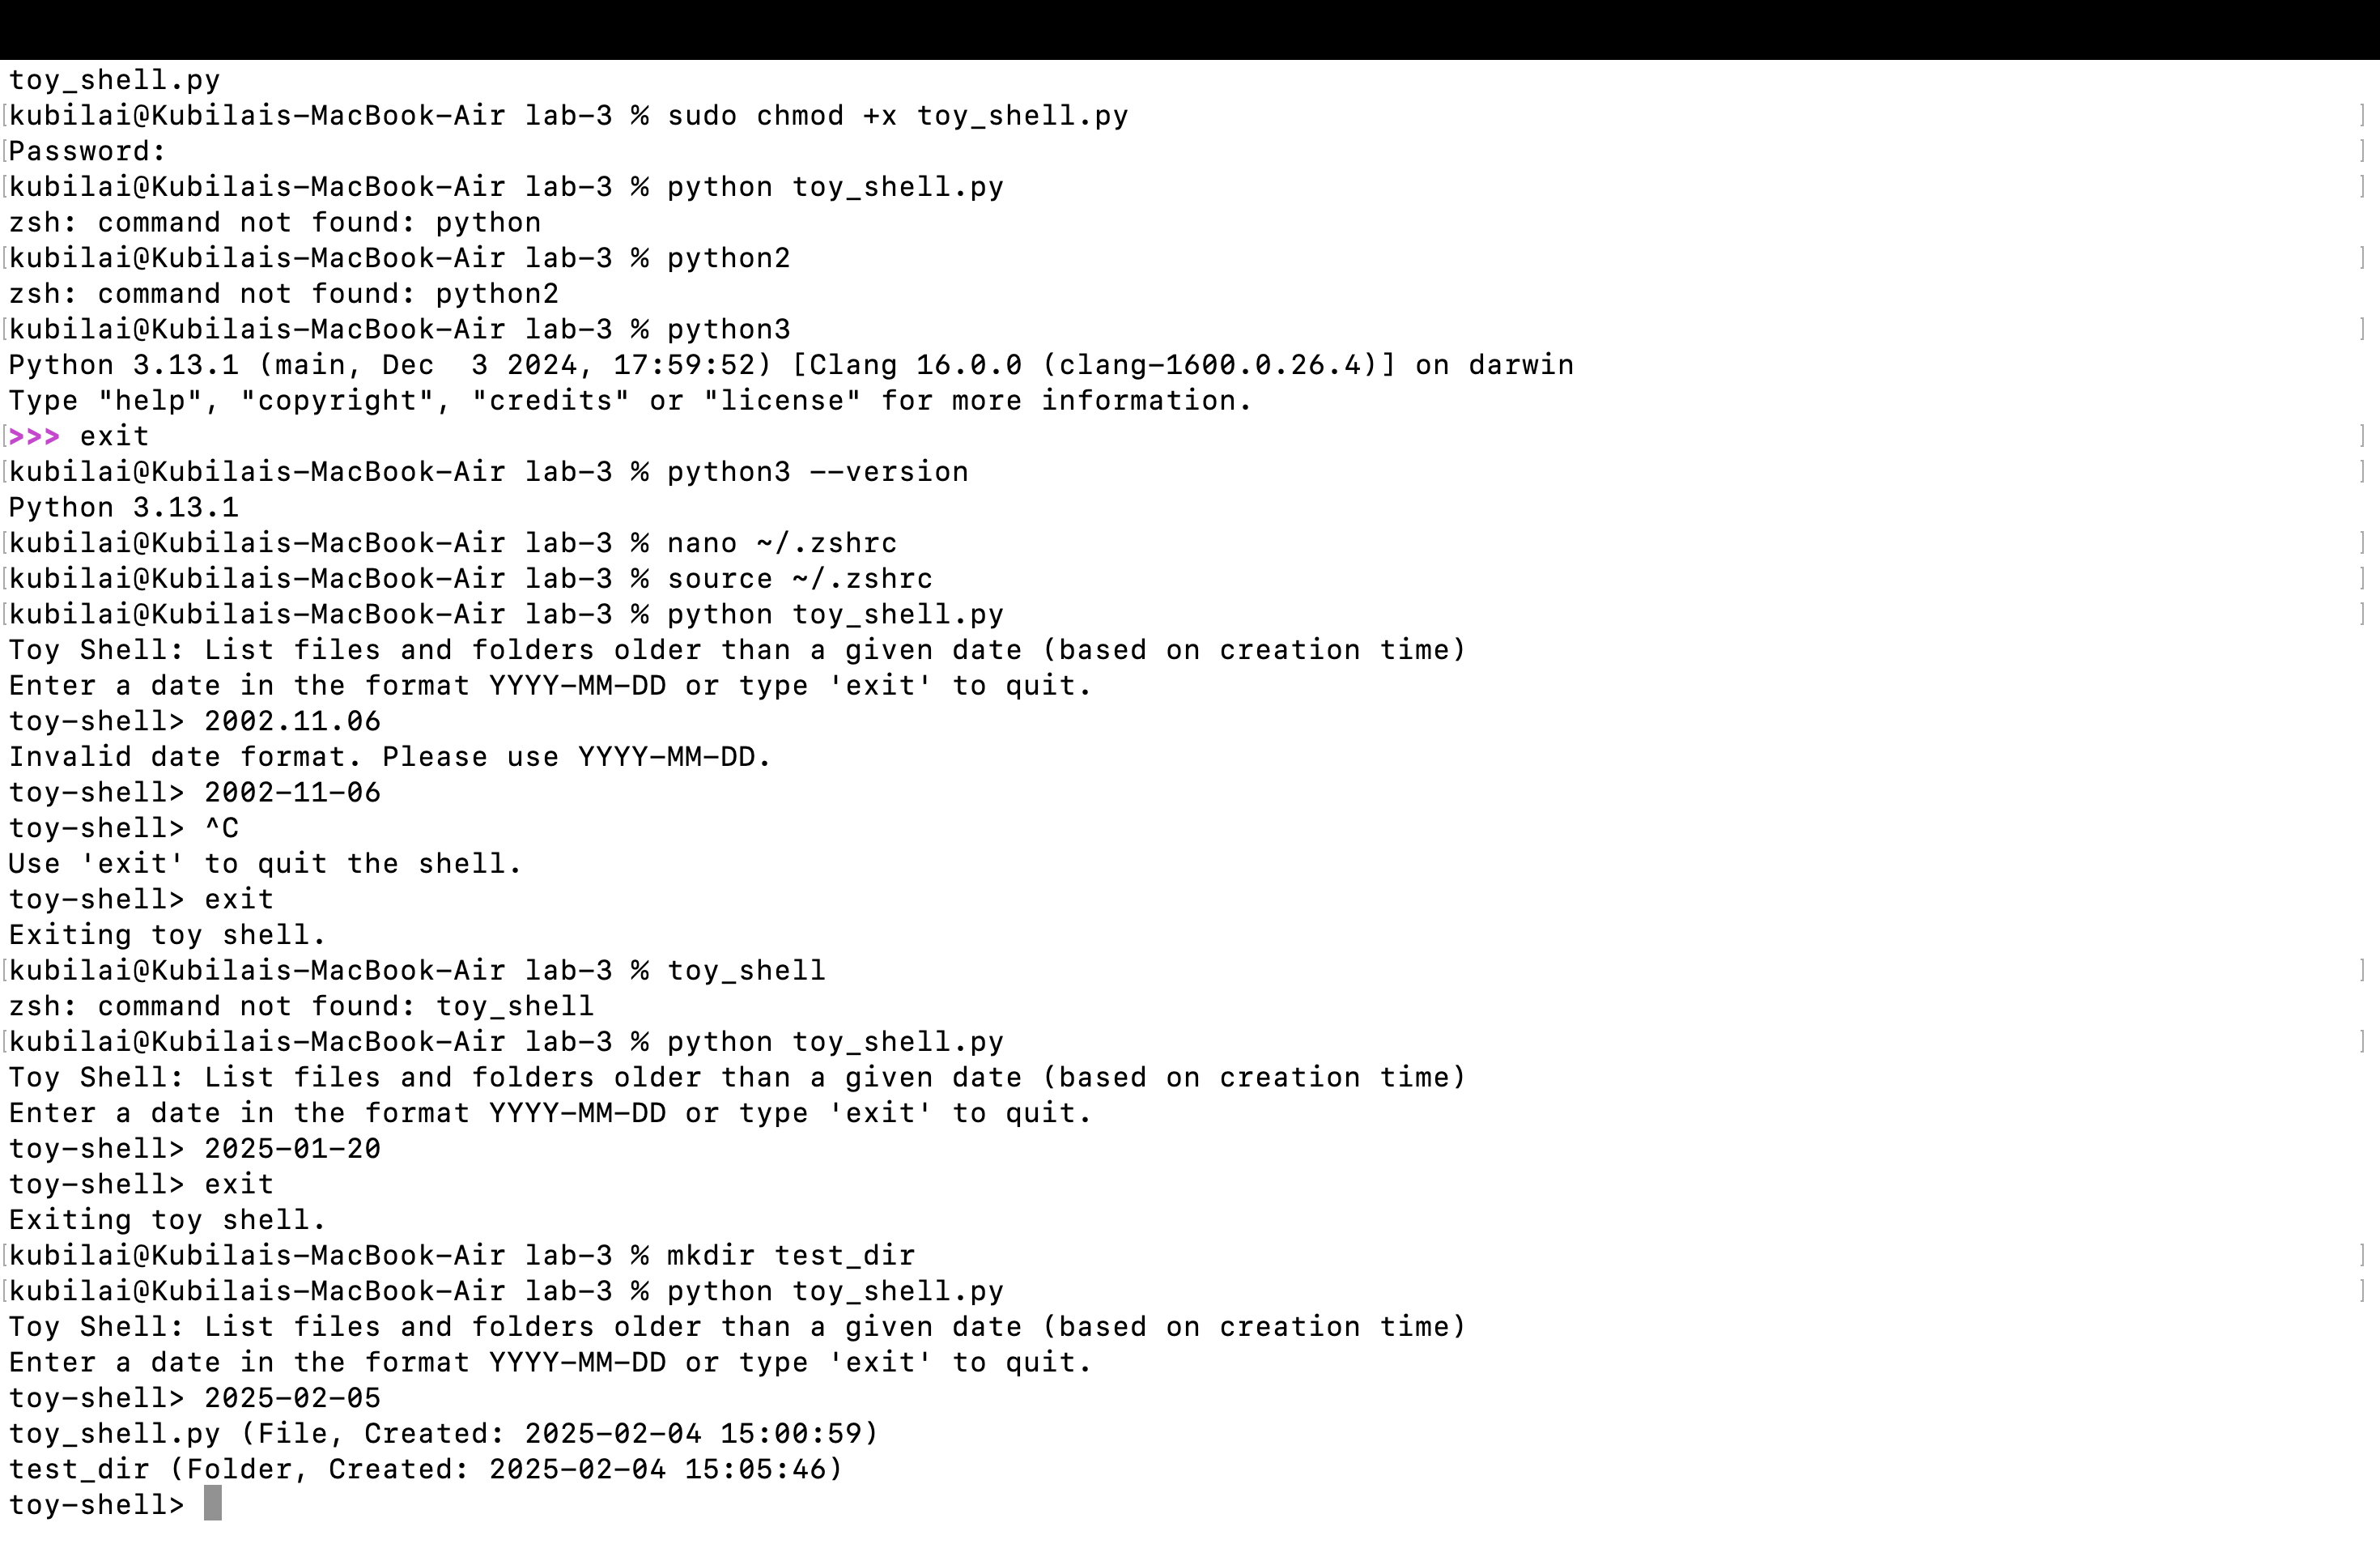 toy_shell.py
[kubilai@Kubilais-MacBook-Air lab-3 % sudo chmod +x toy_shell.py ]
[Password: ]
[kubilai@Kubilais-MacBook-Air lab-3 % python toy_shell.py ]
zsh: command not found: python
[kubilai@Kubilais-MacBook-Air lab-3 % python2 ]
zsh: command not found: python2
[kubilai@Kubilais-MacBook-Air lab-3 % python3 ]
Python 3.13.1 (main, Dec  3 2024, 17:59:52) [Clang 16.0.0 (clang-1600.0.26.4)] on darwin
Type "help", "copyright", "credits" or "license" for more information.
[>>> exit ]
[kubilai@Kubilais-MacBook-Air lab-3 % python3 --version ]
Python 3.13.1
[kubilai@Kubilais-MacBook-Air lab-3 % nano ~/.zshrc ]
[kubilai@Kubilais-MacBook-Air lab-3 % source ~/.zshrc ]
[kubilai@Kubilais-MacBook-Air lab-3 % python toy_shell.py ]
Toy Shell: List files and folders older than a given date (based on creation time)
Enter a date in the format YYYY-MM-DD or type 'exit' to quit.
toy-shell> 2002.11.06
Invalid date format. Please use YYYY-MM-DD.
toy-shell> 2002-11-06
toy-shell> ^C
Use 'exit' to quit the shell.
toy-shell> exit
Exiting toy shell.
[kubilai@Kubilais-MacBook-Air lab-3 % toy_shell ]
zsh: command not found: toy_shell
[kubilai@Kubilais-MacBook-Air lab-3 % python toy_shell.py ]
Toy Shell: List files and folders older than a given date (based on creation time)
Enter a date in the format YYYY-MM-DD or type 'exit' to quit.
toy-shell> 2025-01-20
toy-shell> exit
Exiting toy shell.
[kubilai@Kubilais-MacBook-Air lab-3 % mkdir test_dir ]
[kubilai@Kubilais-MacBook-Air lab-3 % python toy_shell.py ]
Toy Shell: List files and folders older than a given date (based on creation time)
Enter a date in the format YYYY-MM-DD or type 'exit' to quit.
toy-shell> 2025-02-05
toy_shell.py (File, Created: 2025-02-04 15:00:59)
test_dir (Folder, Created: 2025-02-04 15:05:46)
toy-shell>